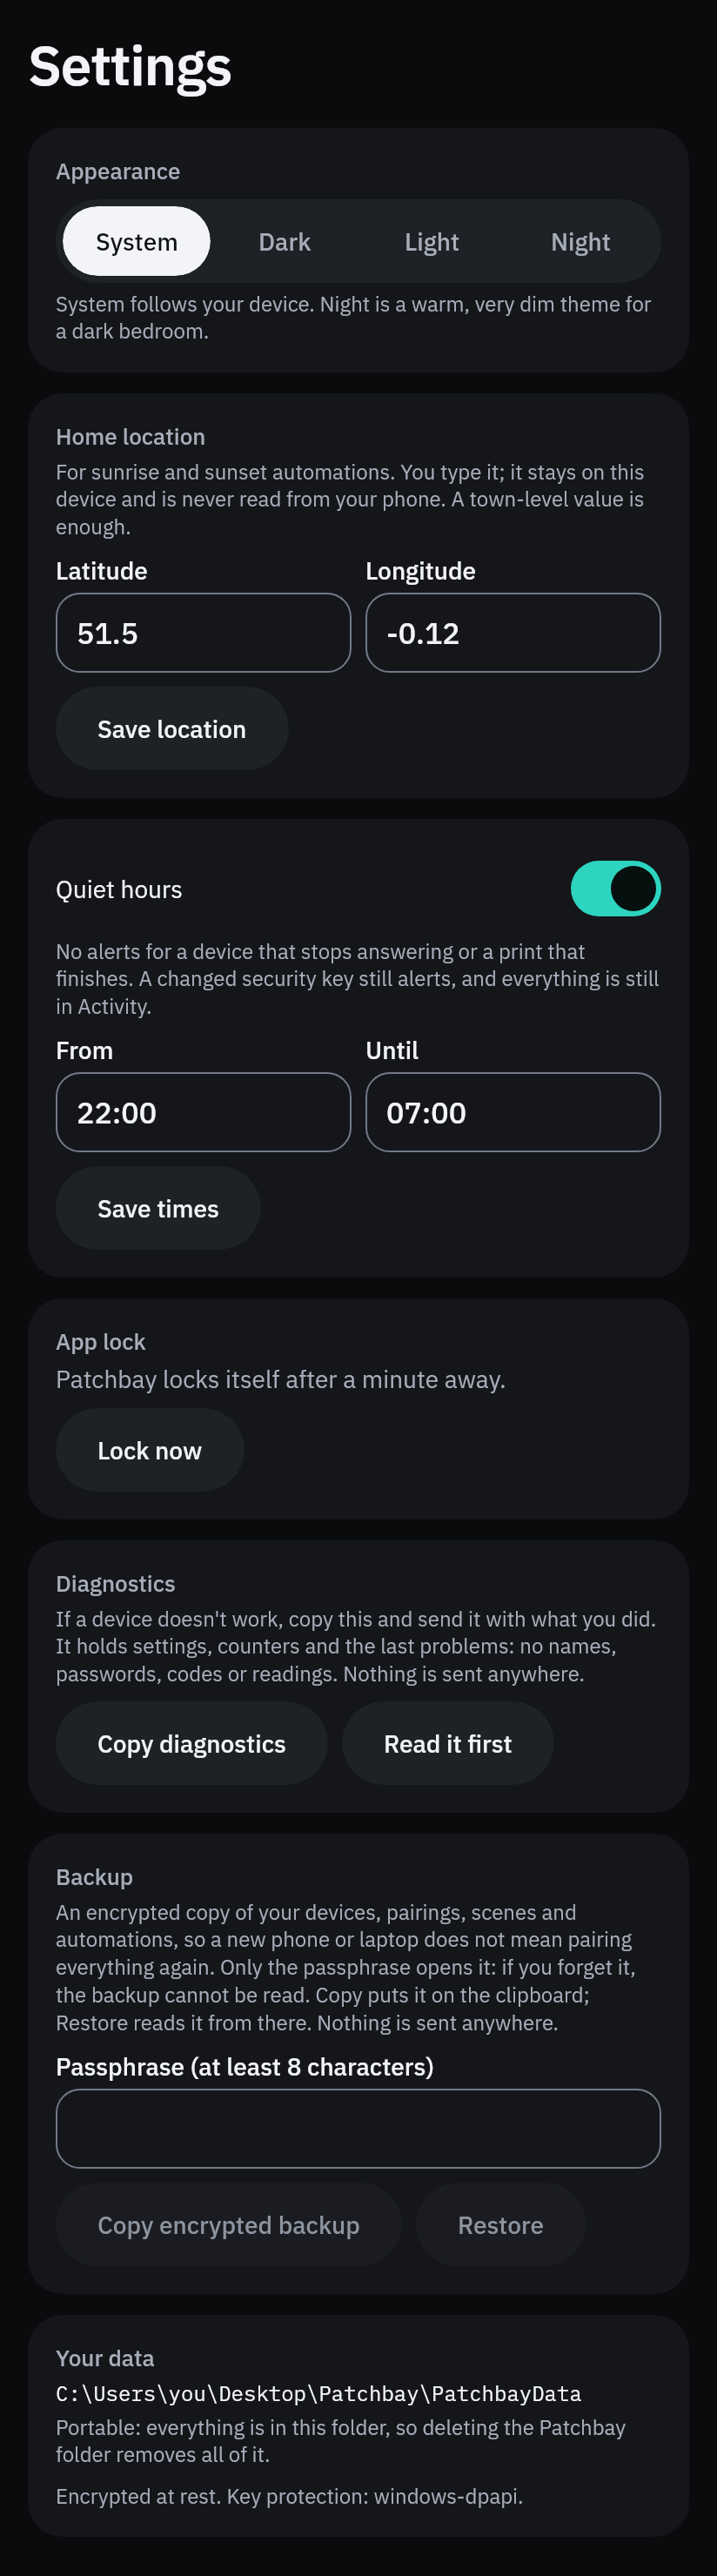 Settings
Appearance
System Dark Light Night
System follows your device. Night is a warm, very dim theme for
a dark bedroom.
Home location
For sunrise and sunset automations. You type it; it stays on this
device and is never read from your phone. A town-level value is
enough.
Latitude Longitude
51.5 -0.12
Save location
Quiet hours
No alerts for a device that stops answering or a print that
finishes. A changed security key still alerts, and everything is still
in Activity.
From Until
22:00 07:00
Save times
App lock
Patchbay locks itself after a minute away.
Lock now
Diagnostics
If a device doesn't work, copy this and send it with what you did.
It holds settings, counters and the last problems: no names,
passwords, codes or readings. Nothing is sent anywhere.
Copy diagnostics Read it first
Backup
An encrypted copy of your devices, pairings, scenes and
automations, so a new phone or laptop does not mean pairing
everything again. Only the passphrase opens it: if you forget it,
the backup cannot be read. Copy puts it on the clipboard;
Restore reads it from there. Nothing is sent anywhere.
Passphrase (at least 8 characters)
Copy encrypted backup Restore
Your data
C:\Users\you\Desktop\Patchbay\PatchbayData
Portable: everything is in this folder, so deleting the Patchbay
folder removes all of it.
Encrypted at rest. Key protection: windows-dpapi.